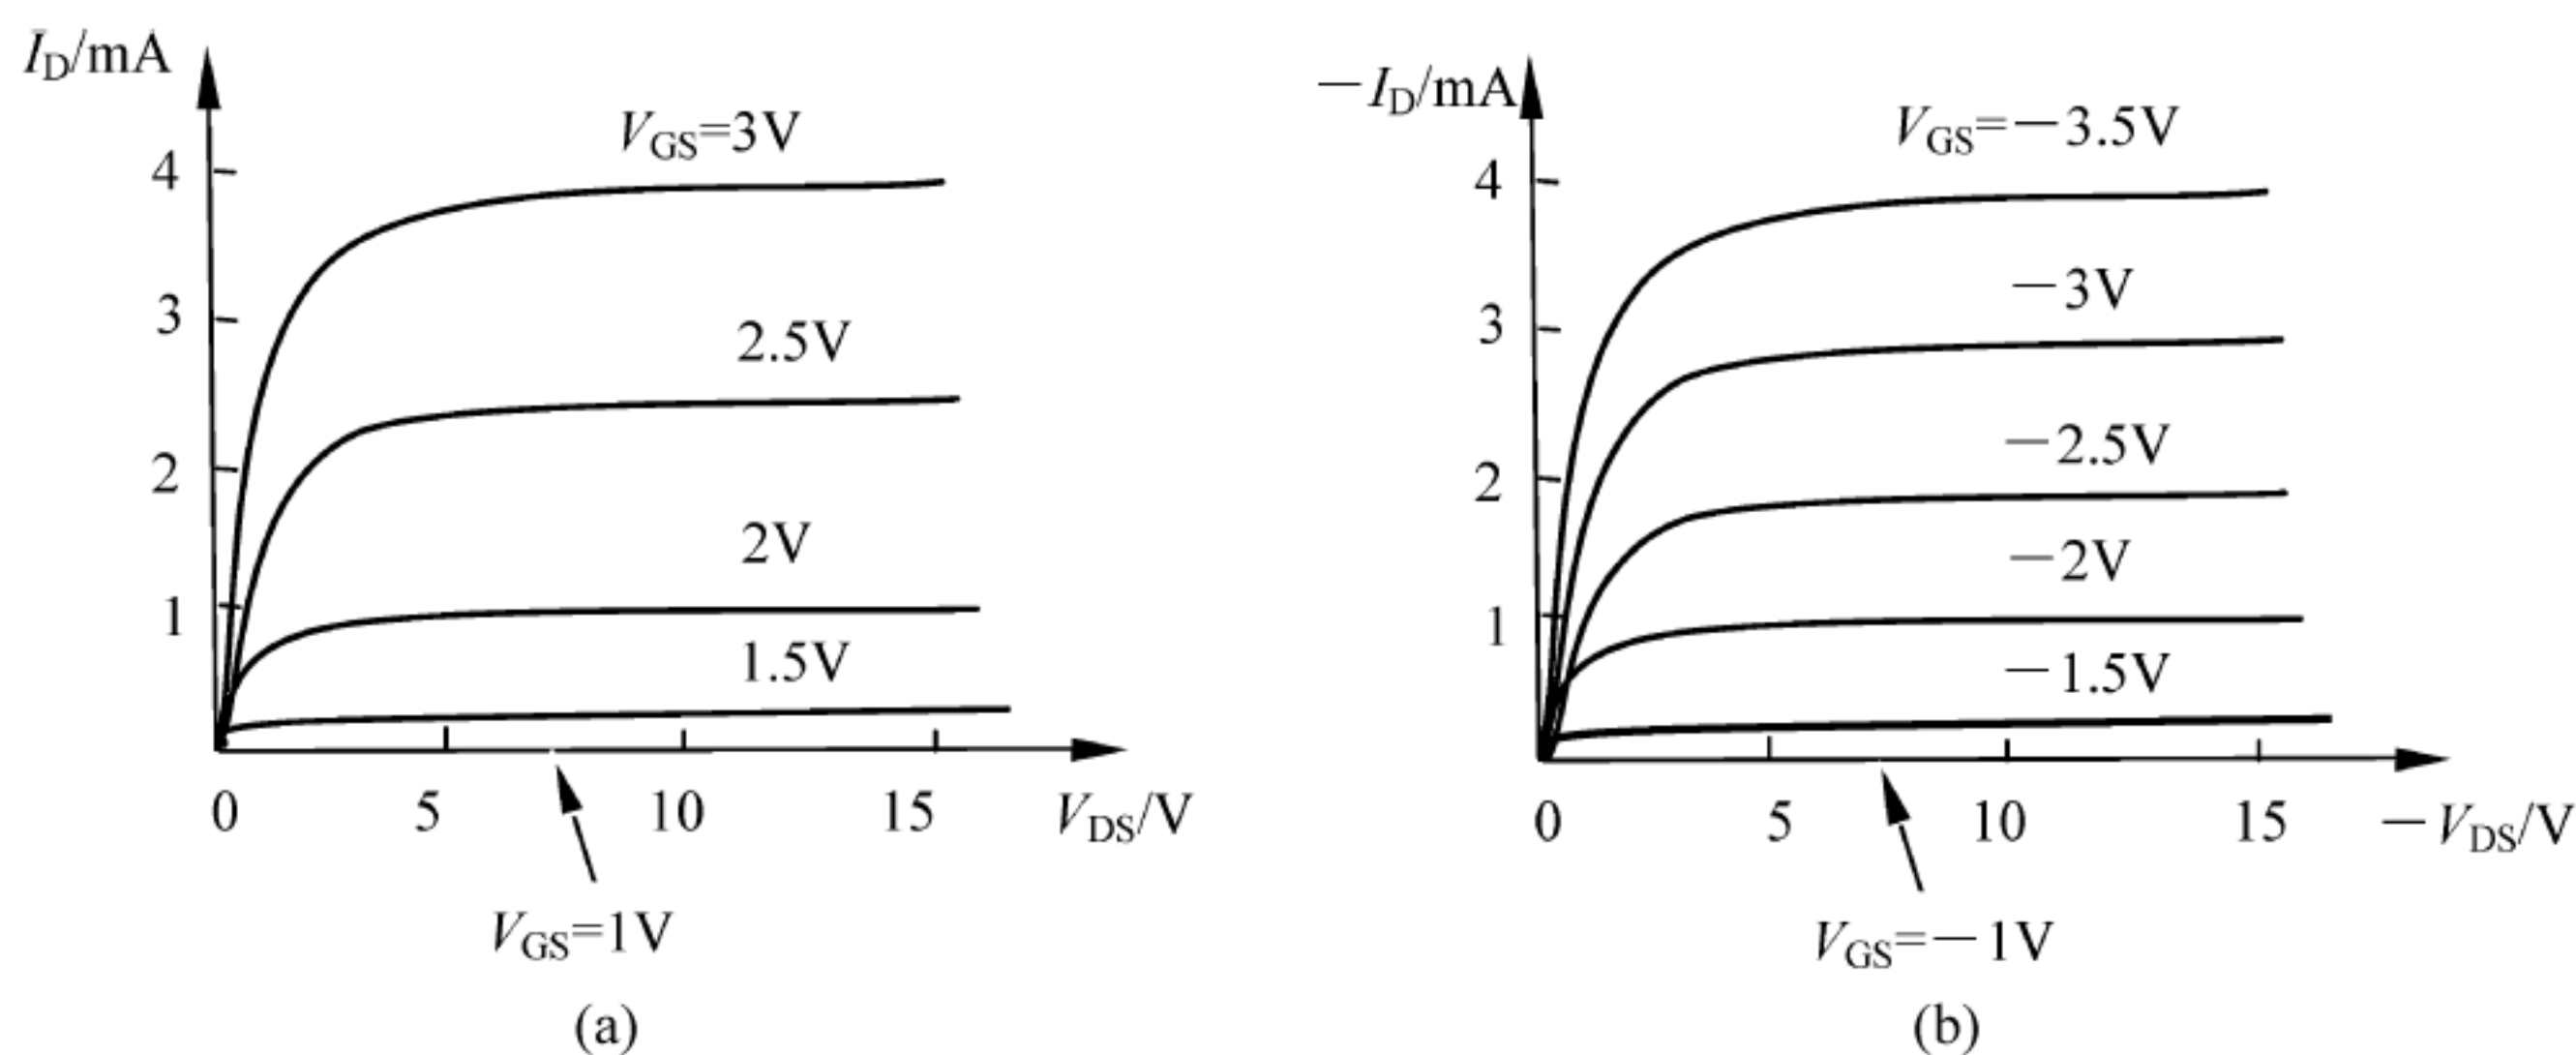 I_D/mA
V_GS=3V
4
3
2.5V
2
2V
1
1.5V
0
5
10
15
V_DS/V
V_GS=1V
(a)
－I_D/mA
V_GS=－3.5V
4
－3V
3
－2.5V
2
－2V
1
－1.5V
0
5
10
15
－V_DS/V
V_GS=－1V
(b)